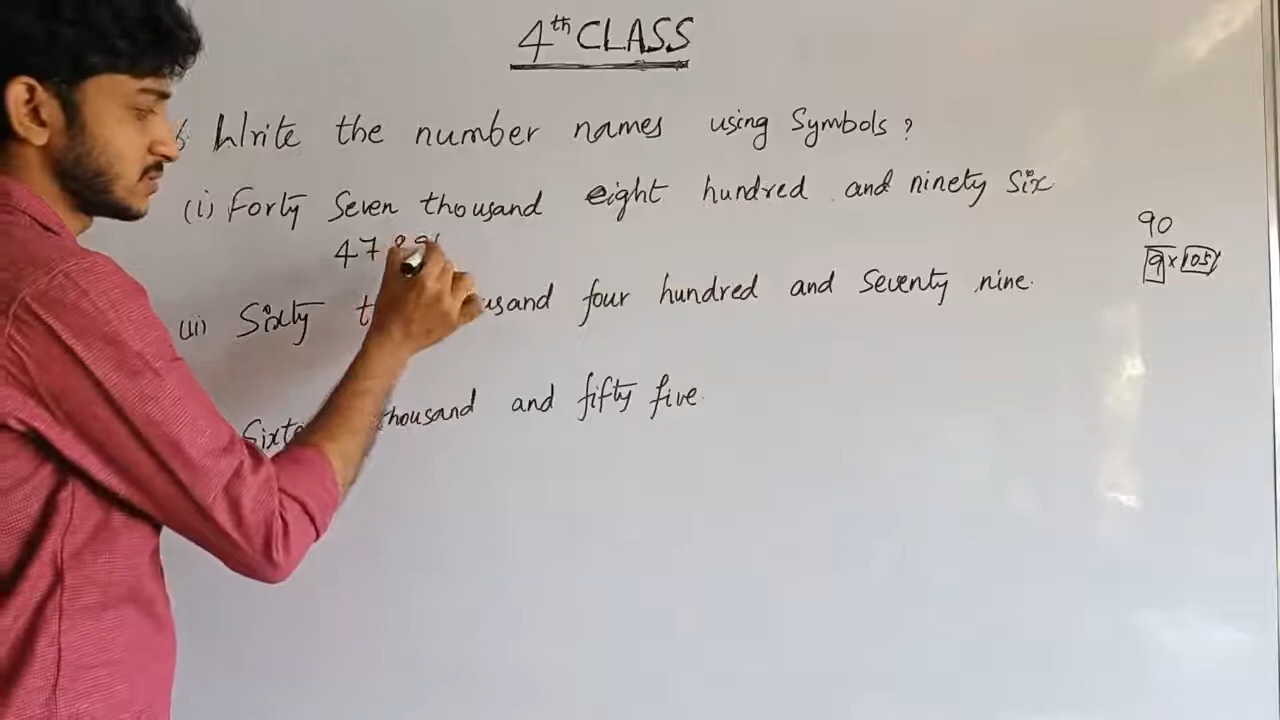 4th CLASS
Write the number names using Symbols ?
(i) Forty Seven thousand eight hundred and ninety Six
47
90
9 x
(ii) Sixty four hundred and Seventy nine.
thousand and fifty five.